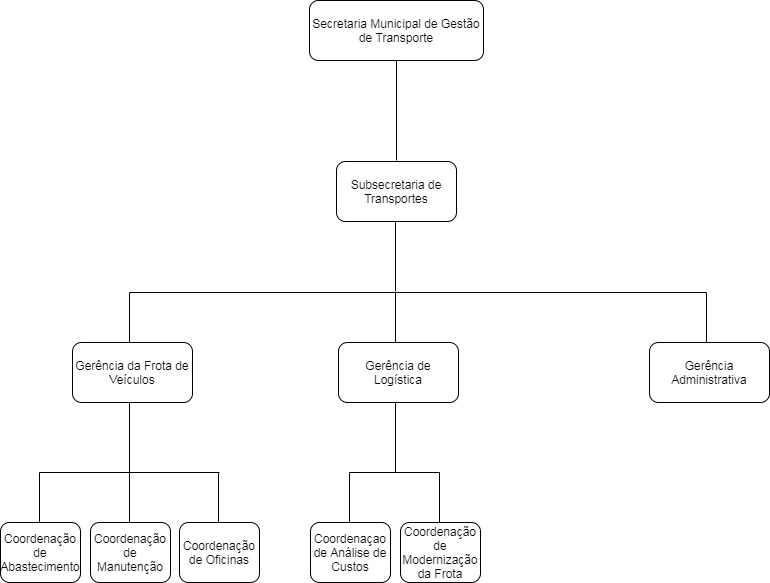 Secretaria Municipal de Gestão
de Transporte
Subsecretaria de
Transportes
Gerência da Frota de
Veículos
Gerência de
Logística
Gerência
Administrativa
Coordenação
de
Abastecimento
Coordenação
de
Manutenção
Coordenação
de Oficinas
Coordenaçao
de Análise de
Custos
Coordenação
de
Modernização
da Frota